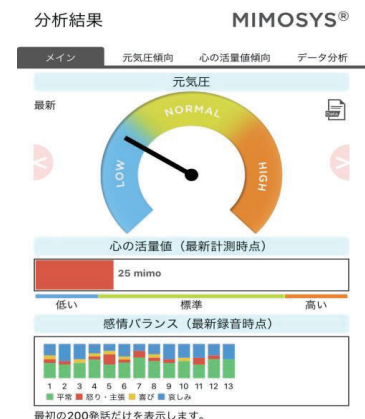 分析結果 MIMOSYS®
メイン 元気圧傾向 心の活量値傾向 データ分析
元気圧
最新
LOW NORMAL HIGH
心の活量値（最新計測時点）
25 mimo
低い 標準 高い
感情バランス（最新録音時点）
1 2 3 4 5 6 7 8 9 10 11 12 13
平常 怒り・主張 喜び 哀しみ
最初の200発話だけを表示します。